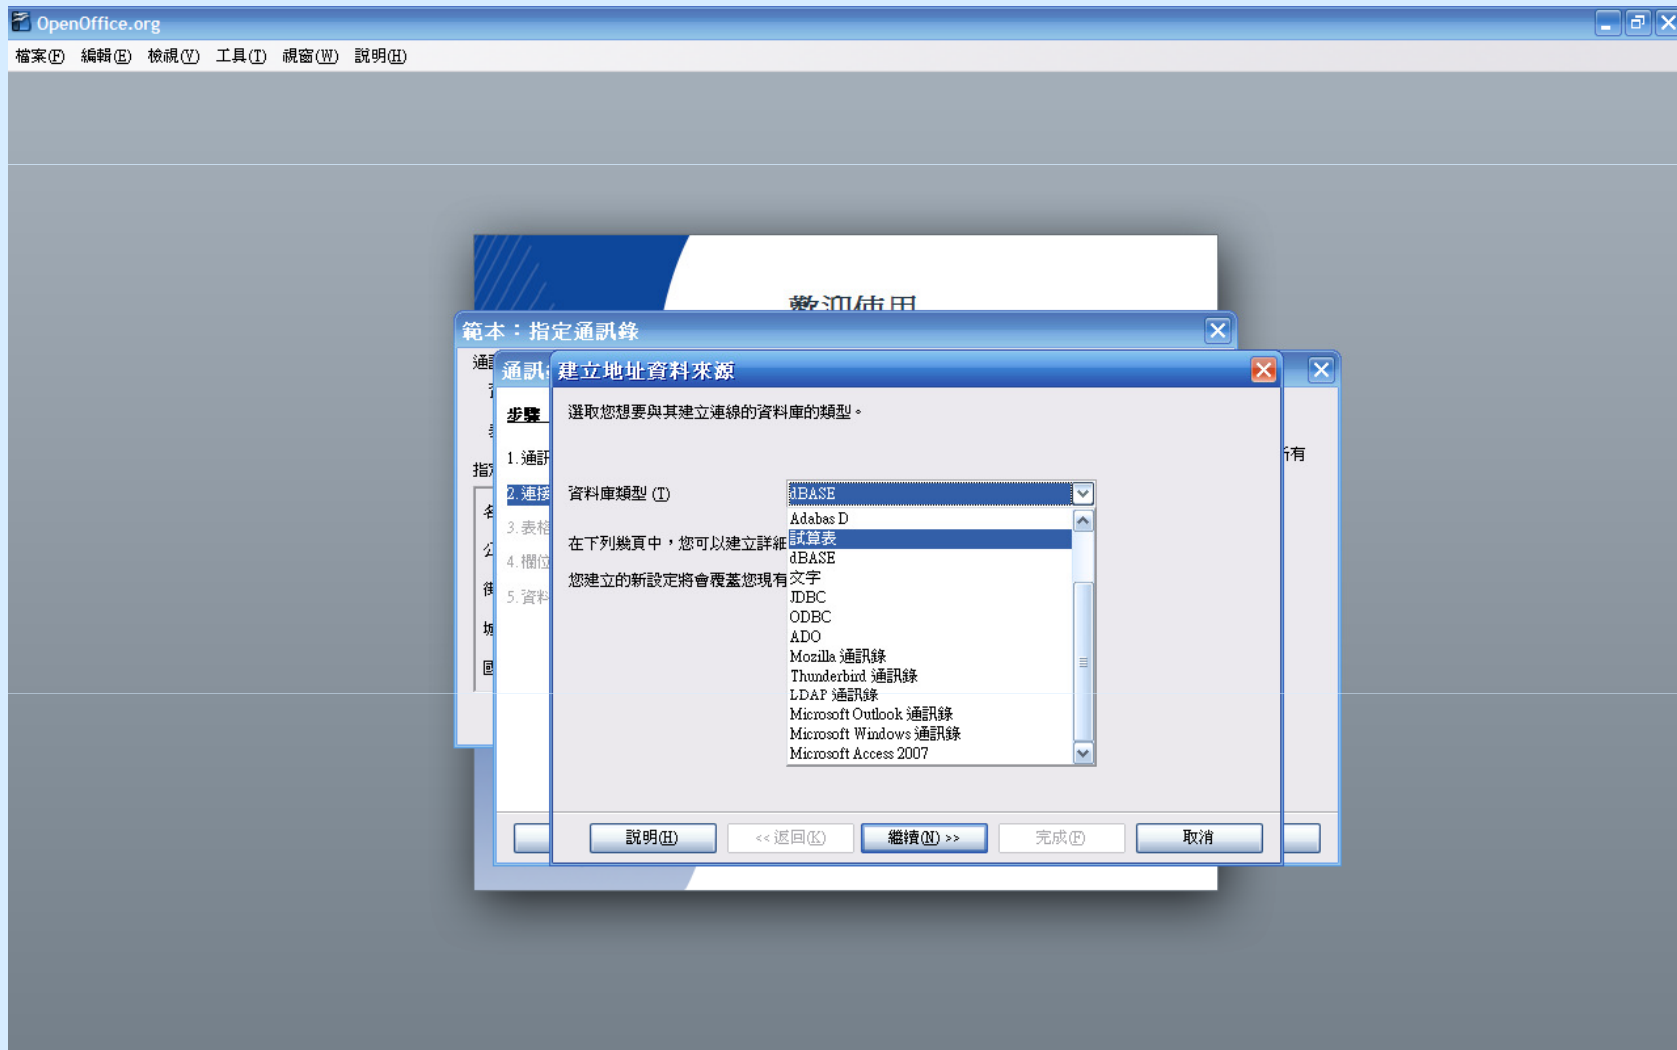 OpenOffice.org
檔案(F) 編輯(E) 檢視(V) 工具(T) 視窗(W) 說明(H)
歡迎使用
範本：指定通訊錄
通訊
建立地址資料來源
步驟
選取您想要與其建立連線的資料庫的類型。
1.通訊
所有
指定
2.連接
資料庫類型 (T)
dBASE
Adabas D
名
試算表
3.表格
在下列幾頁中，您可以建立詳細
公
dBASE
4.欄位
您建立的新設定將會覆蓋您現有
文字
5.資料
JDBC
ODBC
城
ADO
Mozilla 通訊錄
Thunderbird 通訊錄
LDAP 通訊錄
Microsoft Outlook 通訊錄
Microsoft Windows 通訊錄
Microsoft Access 2007
說明(H) <<返回(K) 繼續(N) >> 完成(F) 取消